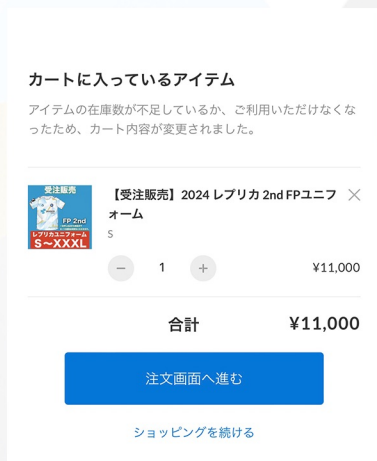 カートに入っているアイテム
アイテムの在庫数が不足しているか、ご利用いただけなくな
ったため、カート内容が変更されました。
受注販売
FP 2nd
レプリカユニフォーム
S〜XXXL
【受注販売】2024 レプリカ 2nd FPユニフ
ォーム
S
1
¥11,000
合計
¥11,000
注文画面へ進む
ショッピングを続ける